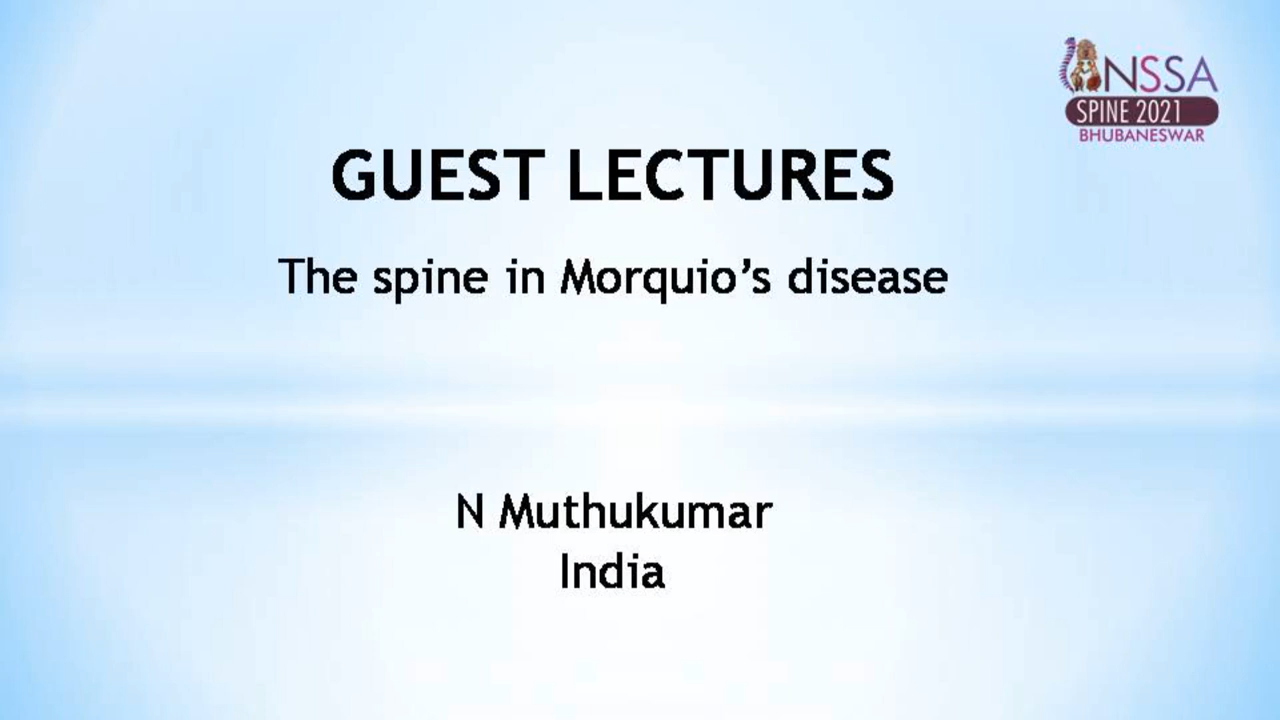 NSSA
SPINE 2021
BHUBANESWAR
GUEST LECTURES
The spine in Morquio’s disease
N Muthukumar
India